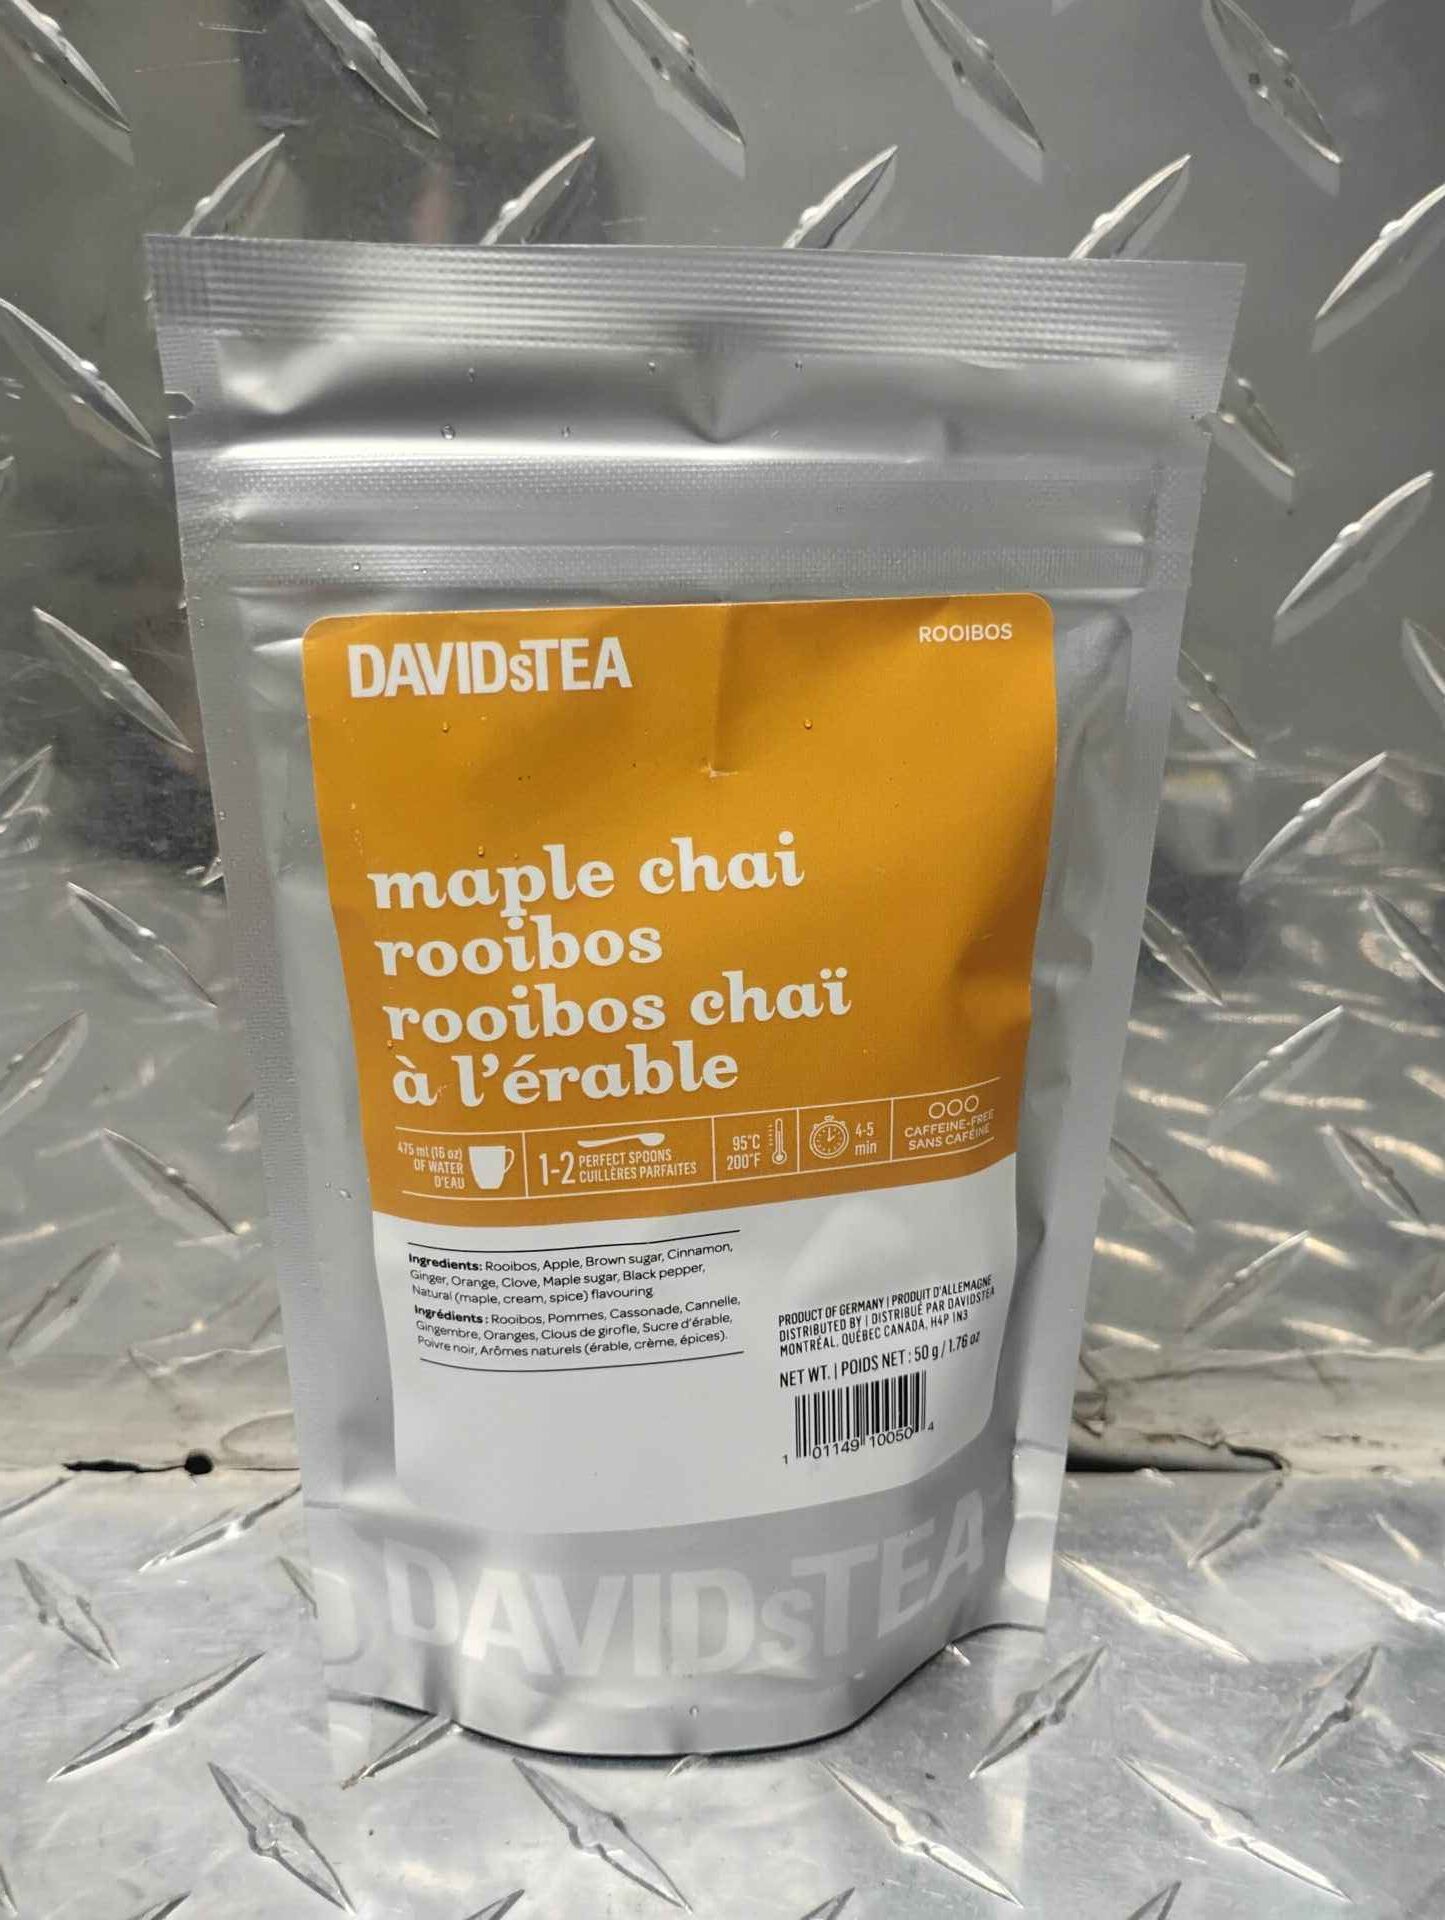 DAVIDsTEA
ROOIBOS
maple chai
rooibos
rooibos chaï
à l'érable
475 ml (16 oz)
OF WATER
D'EAU
1-2 PERFECT SPOONS
CUILLÈRES PARFAITES
95°C
200°F
4-5
min
CAFFEINE-FREE
SANS CAFÉINE
Ingredients: Rooibos, Apple, Brown sugar, Cinnamon,
Ginger, Orange, Clove, Maple sugar, Black pepper,
Natural (maple, cream, spice) flavouring
Ingrédients : Rooibos, Pommes, Cassonade, Cannelle,
Gingembre, Oranges, Clous de girofle, Sucre d'érable,
Poivre noir, Arômes naturels (érable, crème, épices).
PRODUCT OF GERMANY | PRODUIT D'ALLEMAGNE
DISTRIBUTED BY | DISTRIBUÉ PAR DAVIDSTEA
MONTRÉAL, QUÉBEC CANADA, H4P 1N3
NET WT. | POIDS NET : 50 g / 1.76 oz
1 01149 10050 4
DAVIDsTEA